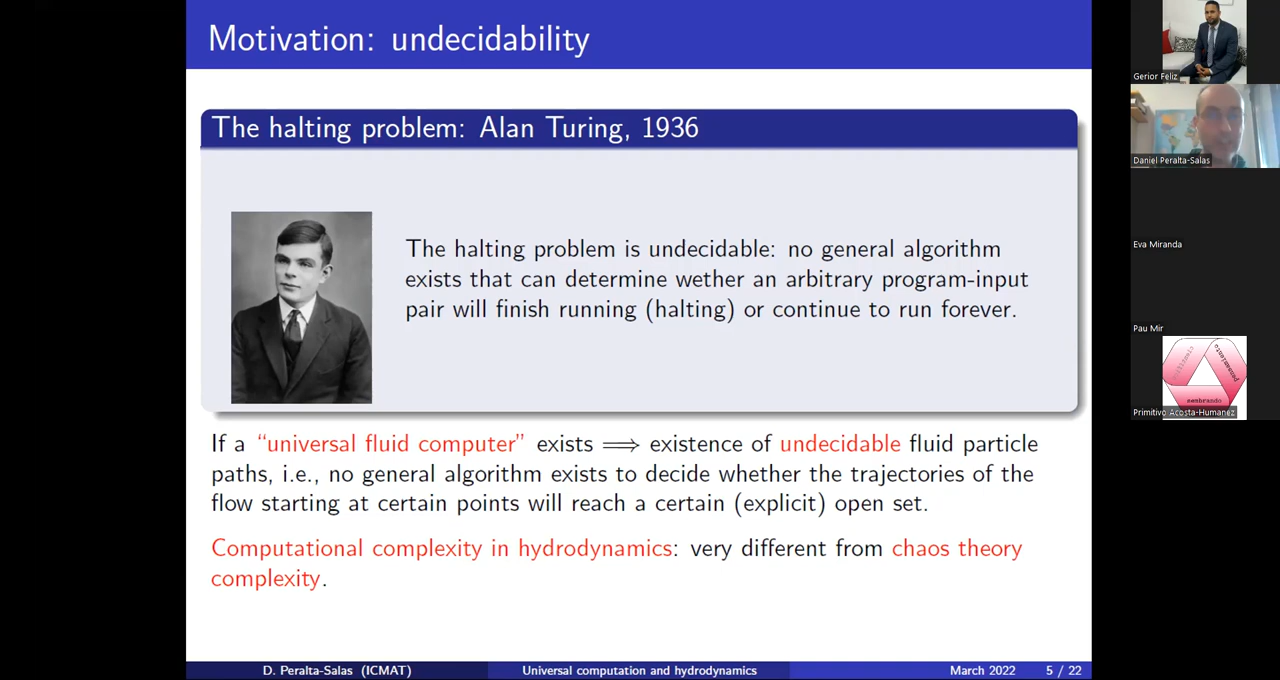 Motivation: undecidability
The halting problem: Alan Turing, 1936
The halting problem is undecidable: no general algorithm
exists that can determine wether an arbitrary program-input
pair will finish running (halting) or continue to run forever.
If a “universal fluid computer” exists ⟹ existence of undecidable fluid particle
paths, i.e., no general algorithm exists to decide whether the trajectories of the
flow starting at certain points will reach a certain (explicit) open set.
Computational complexity in hydrodynamics: very different from chaos theory
complexity.
D. Peralta-Salas (ICMAT)
Universal computation and hydrodynamics
March 2022
5 / 22
Gerior Feliz
Daniel Peralta-Salas
Eva Miranda
Pau Mir
pensamiento
sembrando
Primitivo Acosta-Humanez